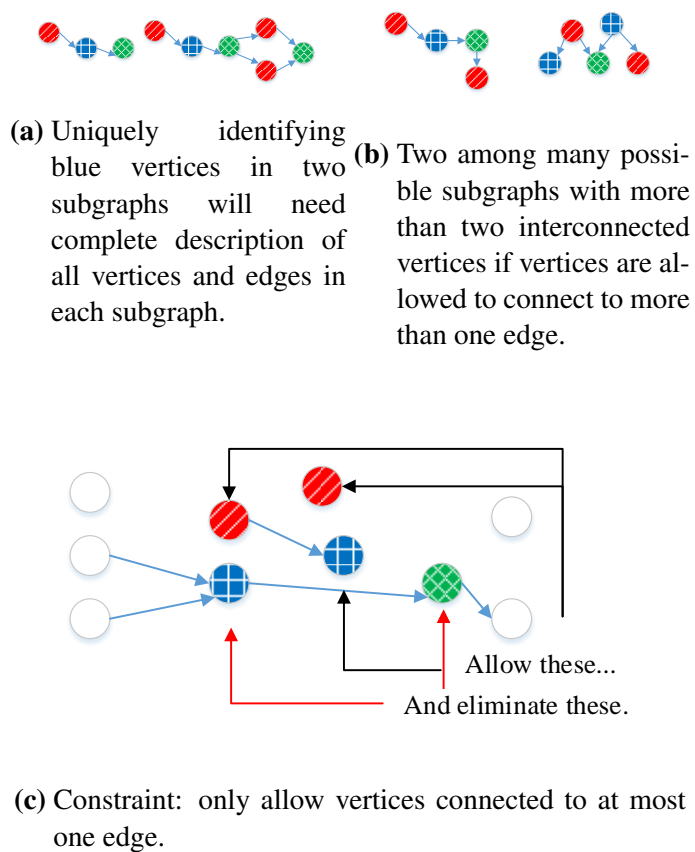 (a) Uniquely identifying
blue vertices in two
subgraphs will need
complete description of
all vertices and edges in
each subgraph.
(b) Two among many possi-
ble subgraphs with more
than two interconnected
vertices if vertices are al-
lowed to connect to more
than one edge.
Allow these...
And eliminate these.
(c) Constraint: only allow vertices connected to at most
one edge.